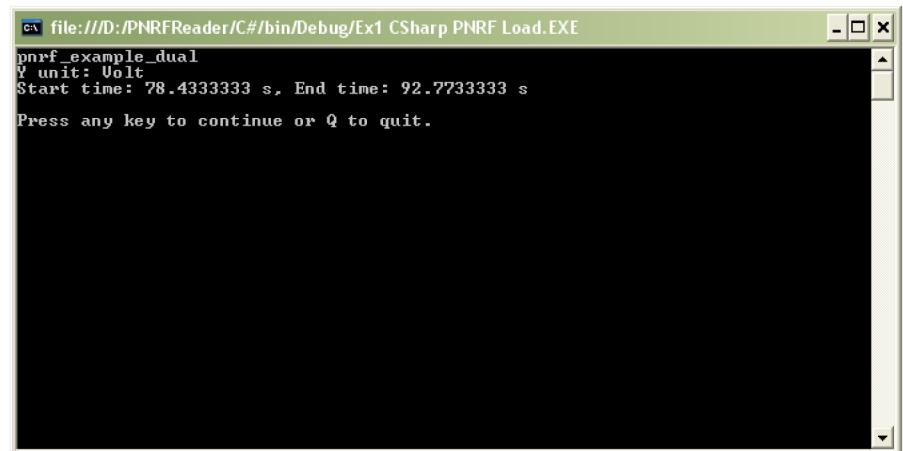 file:///D:/PNRFReader/C#/bin/Debug/Ex1 CSharp PNRF Load.EXE
pnrf_example_dual
Y unit: Volt
Start time: 78.4333333 s, End time: 92.7733333 s
Press any key to continue or Q to quit.